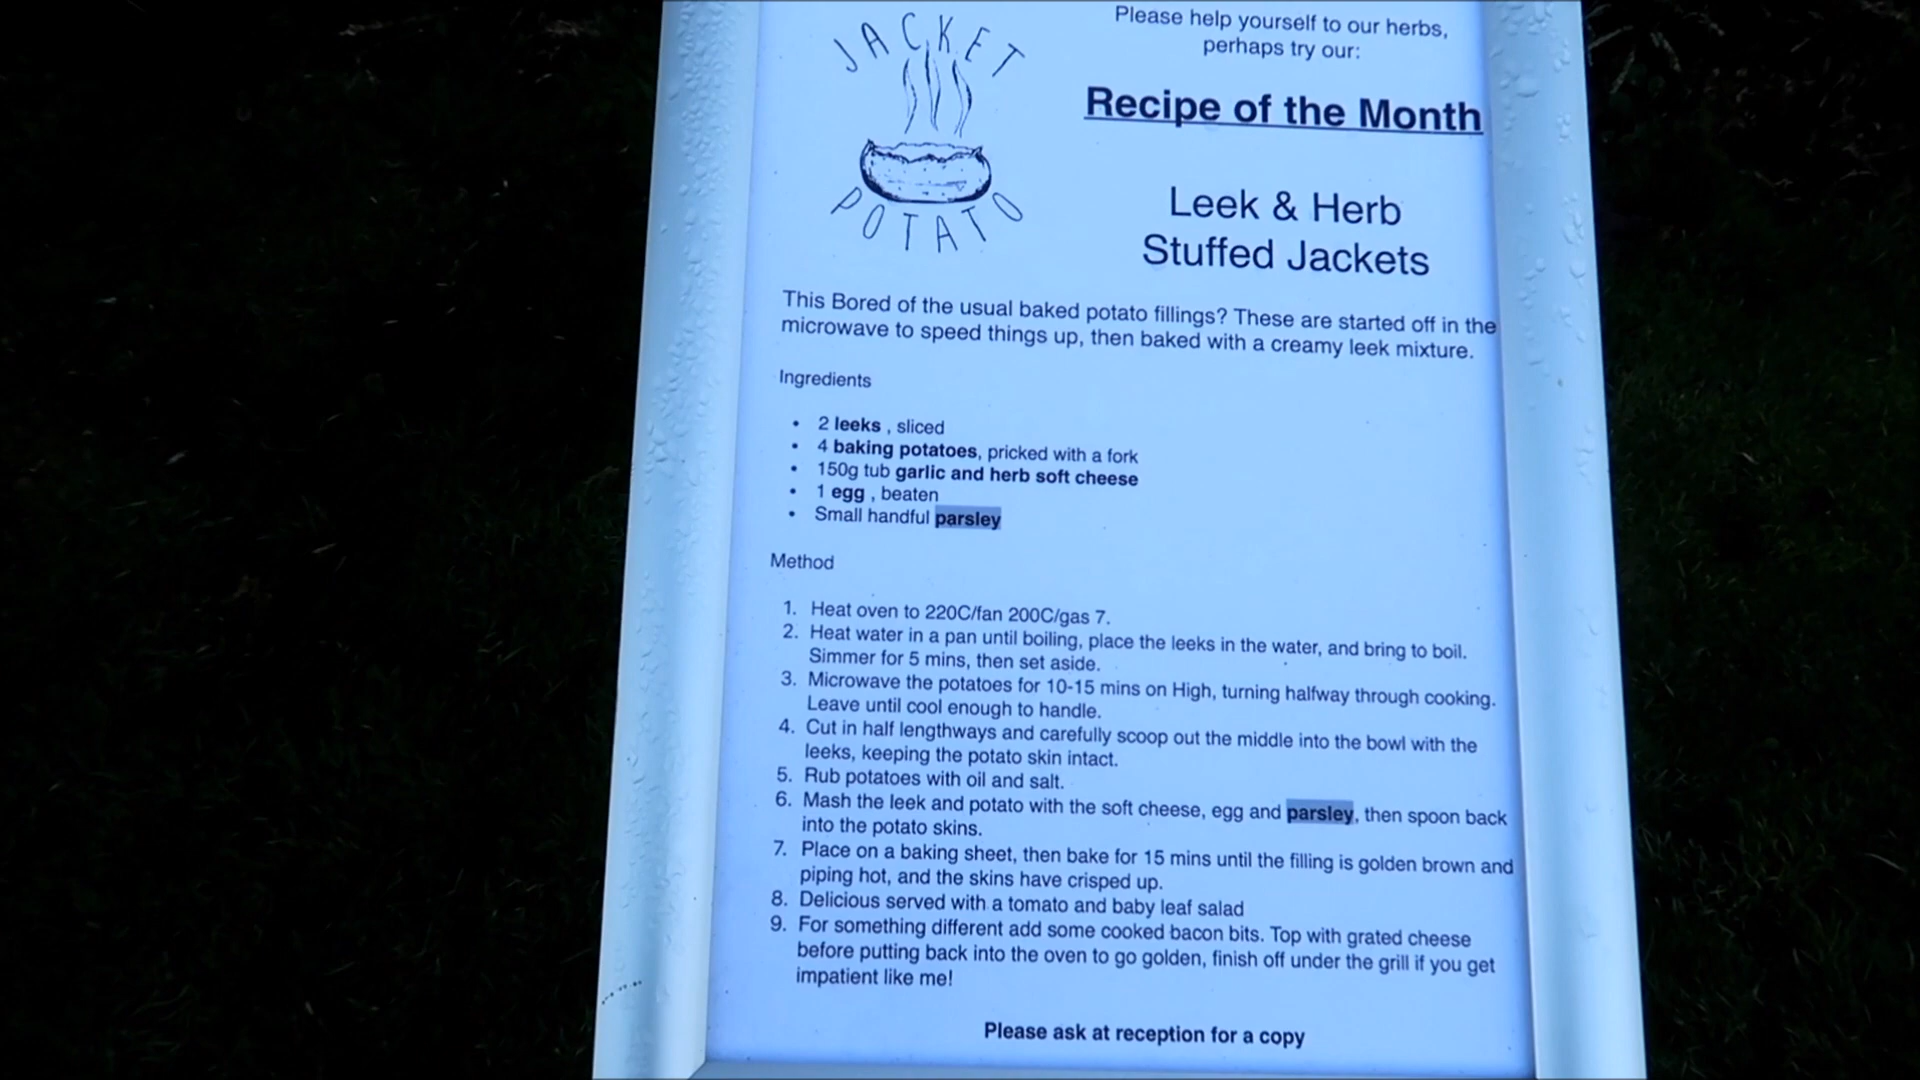 JACKET
POTATO
Please help yourself to our herbs,
perhaps try our:
Recipe of the Month
Leek & Herb
Stuffed Jackets
This Bored of the usual baked potato fillings? These are started off in the
microwave to speed things up, then baked with a creamy leek mixture.
Ingredients
• 2 leeks , sliced
• 4 baking potatoes, pricked with a fork
• 150g tub garlic and herb soft cheese
• 1 egg , beaten
• Small handful parsley
Method
1. Heat oven to 220C/fan 200C/gas 7.
2. Heat water in a pan until boiling, place the leeks in the water, and bring to boil.
Simmer for 5 mins, then set aside.
3. Microwave the potatoes for 10-15 mins on High, turning halfway through cooking.
Leave until cool enough to handle.
4. Cut in half lengthways and carefully scoop out the middle into the bowl with the
leeks, keeping the potato skin intact.
5. Rub potatoes with oil and salt.
6. Mash the leek and potato with the soft cheese, egg and parsley, then spoon back
into the potato skins.
7. Place on a baking sheet, then bake for 15 mins until the filling is golden brown and
piping hot, and the skins have crisped up.
8. Delicious served with a tomato and baby leaf salad
9. For something different add some cooked bacon bits. Top with grated cheese
before putting back into the oven to go golden, finish off under the grill if you get
impatient like me!
Please ask at reception for a copy